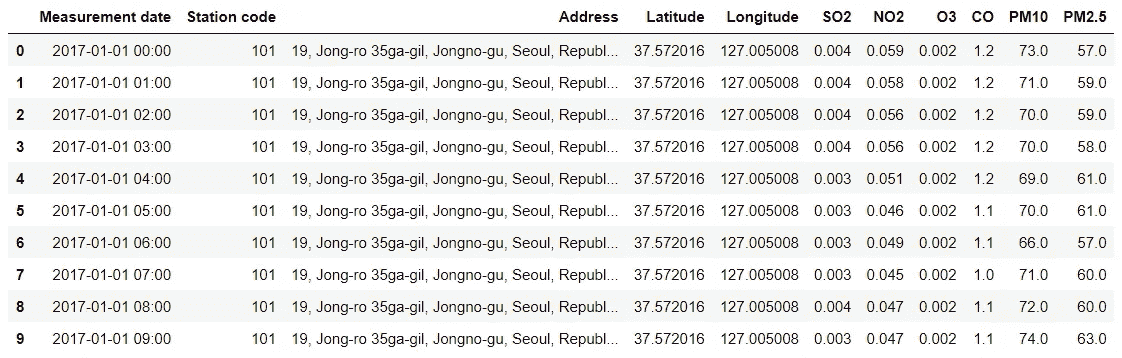 Measurement date Station code Address Latitude Longitude SO2 NO2 O3 CO PM10 PM2.5
0 2017-01-01 00:00 101 19, Jong-ro 35ga-gil, Jongno-gu, Seoul, Republ... 37.572016 127.005008 0.004 0.059 0.002 1.2 73.0 57.0
1 2017-01-01 01:00 101 19, Jong-ro 35ga-gil, Jongno-gu, Seoul, Republ... 37.572016 127.005008 0.004 0.058 0.002 1.2 71.0 59.0
2 2017-01-01 02:00 101 19, Jong-ro 35ga-gil, Jongno-gu, Seoul, Republ... 37.572016 127.005008 0.004 0.056 0.002 1.2 70.0 59.0
3 2017-01-01 03:00 101 19, Jong-ro 35ga-gil, Jongno-gu, Seoul, Republ... 37.572016 127.005008 0.004 0.056 0.002 1.2 70.0 58.0
4 2017-01-01 04:00 101 19, Jong-ro 35ga-gil, Jongno-gu, Seoul, Republ... 37.572016 127.005008 0.003 0.051 0.002 1.2 69.0 61.0
5 2017-01-01 05:00 101 19, Jong-ro 35ga-gil, Jongno-gu, Seoul, Republ... 37.572016 127.005008 0.003 0.046 0.002 1.1 70.0 61.0
6 2017-01-01 06:00 101 19, Jong-ro 35ga-gil, Jongno-gu, Seoul, Republ... 37.572016 127.005008 0.003 0.049 0.002 1.1 66.0 57.0
7 2017-01-01 07:00 101 19, Jong-ro 35ga-gil, Jongno-gu, Seoul, Republ... 37.572016 127.005008 0.003 0.045 0.002 1.0 71.0 60.0
8 2017-01-01 08:00 101 19, Jong-ro 35ga-gil, Jongno-gu, Seoul, Republ... 37.572016 127.005008 0.004 0.047 0.002 1.1 72.0 60.0
9 2017-01-01 09:00 101 19, Jong-ro 35ga-gil, Jongno-gu, Seoul, Republ... 37.572016 127.005008 0.003 0.047 0.002 1.1 74.0 63.0